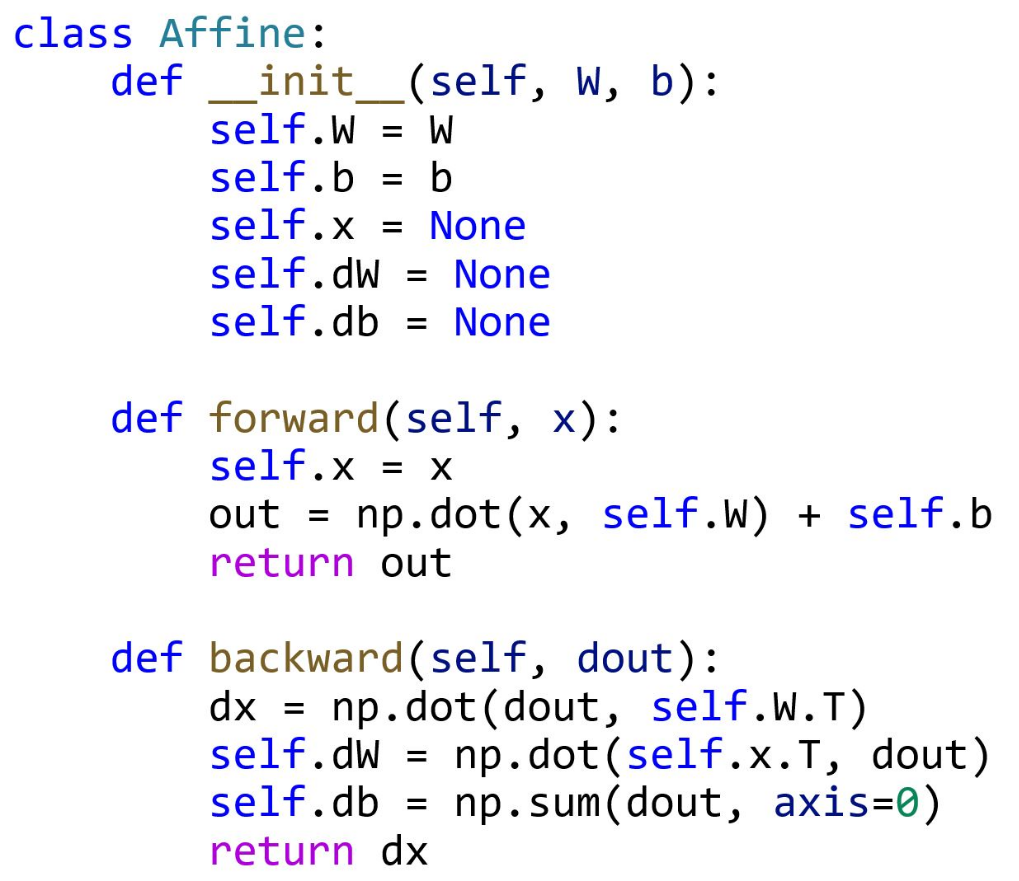 class Affine:
    def __init__(self, W, b):
        self.W = W
        self.b = b
        self.x = None
        self.dW = None
        self.db = None

    def forward(self, x):
        self.x = x
        out = np.dot(x, self.W) + self.b
        return out

    def backward(self, dout):
        dx = np.dot(dout, self.W.T)
        self.dW = np.dot(self.x.T, dout)
        self.db = np.sum(dout, axis=0)
        return dx